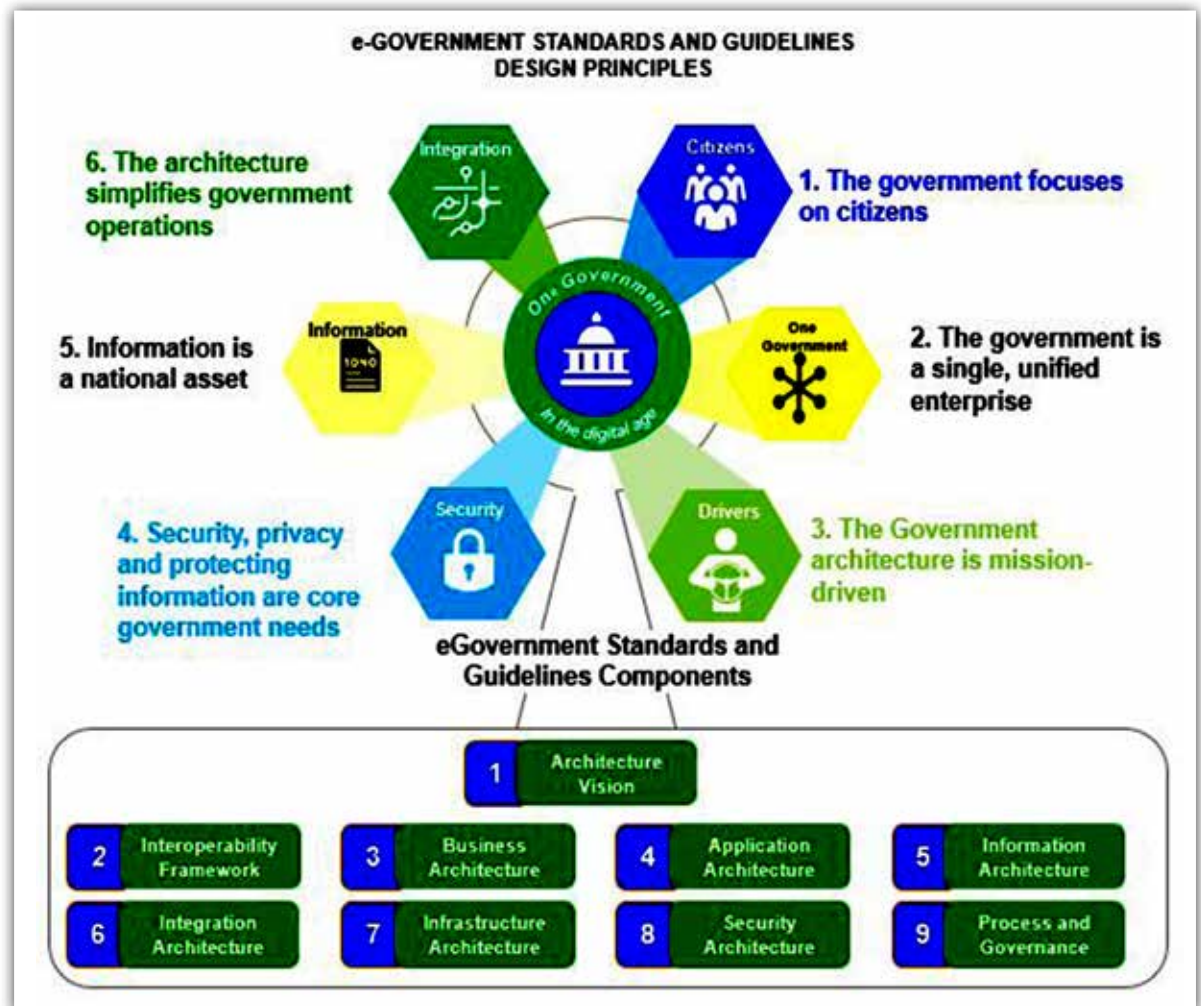 e-GOVERNMENT STANDARDS AND GUIDELINES
DESIGN PRINCIPLES
Integration
Citizens
6. The architecture
simplifies government
operations
1. The government focuses
on citizens
One Government
In the digital age
Information
1040
5. Information is
a national asset
One
Government
2. The government is
a single, unified
enterprise
Security
4. Security, privacy
and protecting
information are core
government needs
Drivers
3. The Government
architecture is mission-
driven
eGovernment Standards and
Guidelines Components
1
Architecture
Vision
2
Interoperability
Framework
3
Business
Architecture
4
Application
Architecture
5
Information
Architecture
6
Integration
Architecture
7
Infrastructure
Architecture
8
Security
Architecture
9
Process and
Governance